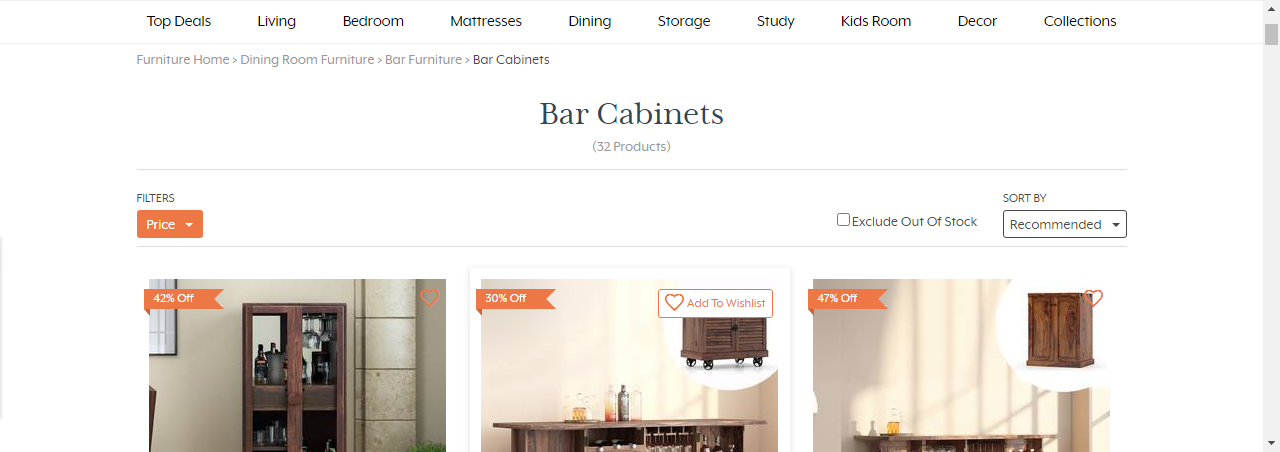 Top Deals Living Bedroom Mattresses Dining Storage Study Kids Room Decor Collections
Furniture Home > Dining Room Furniture > Bar Furniture > Bar Cabinets
Bar Cabinets
(32 Products)
FILTERS
Price
Exclude Out Of Stock
SORT BY
Recommended
42% Off
30% Off
Add To Wishlist
47% Off